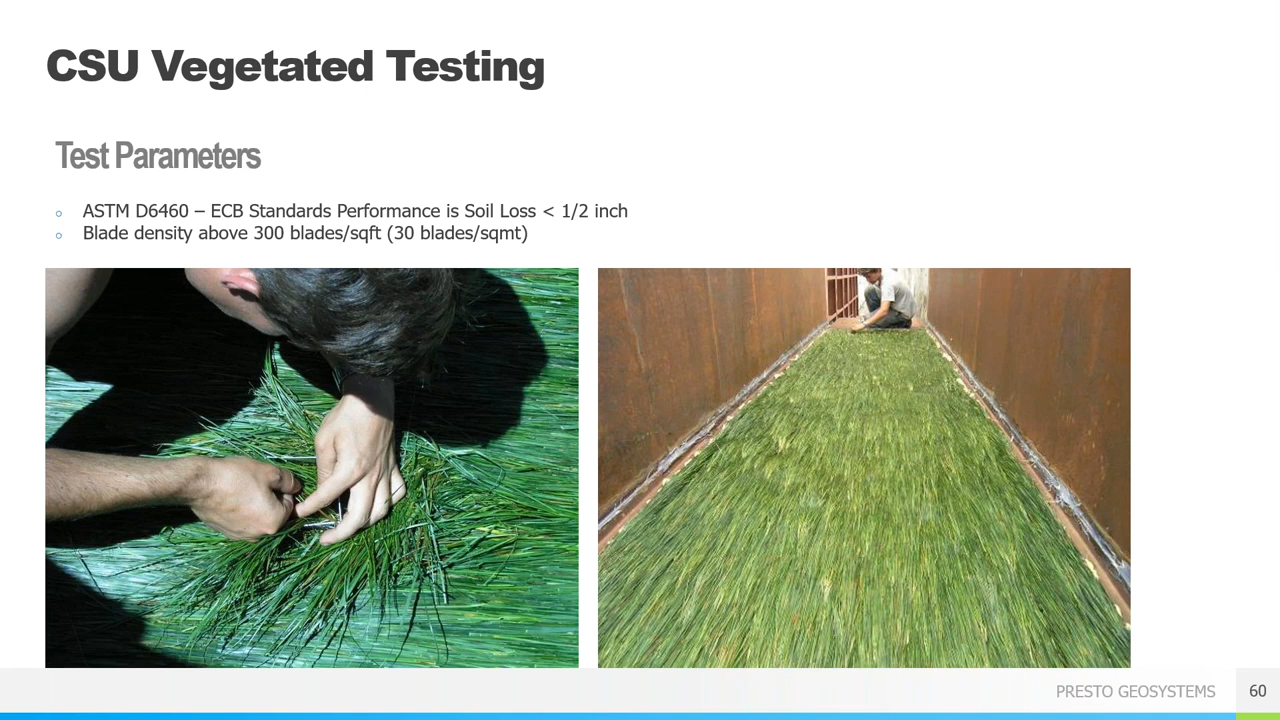 CSU Vegetated Testing
Test Parameters
ASTM D6460 – ECB Standards Performance is Soil Loss < 1/2 inch
Blade density above 300 blades/sqft (30 blades/sqmt)
PRESTO GEOSYSTEMS
60